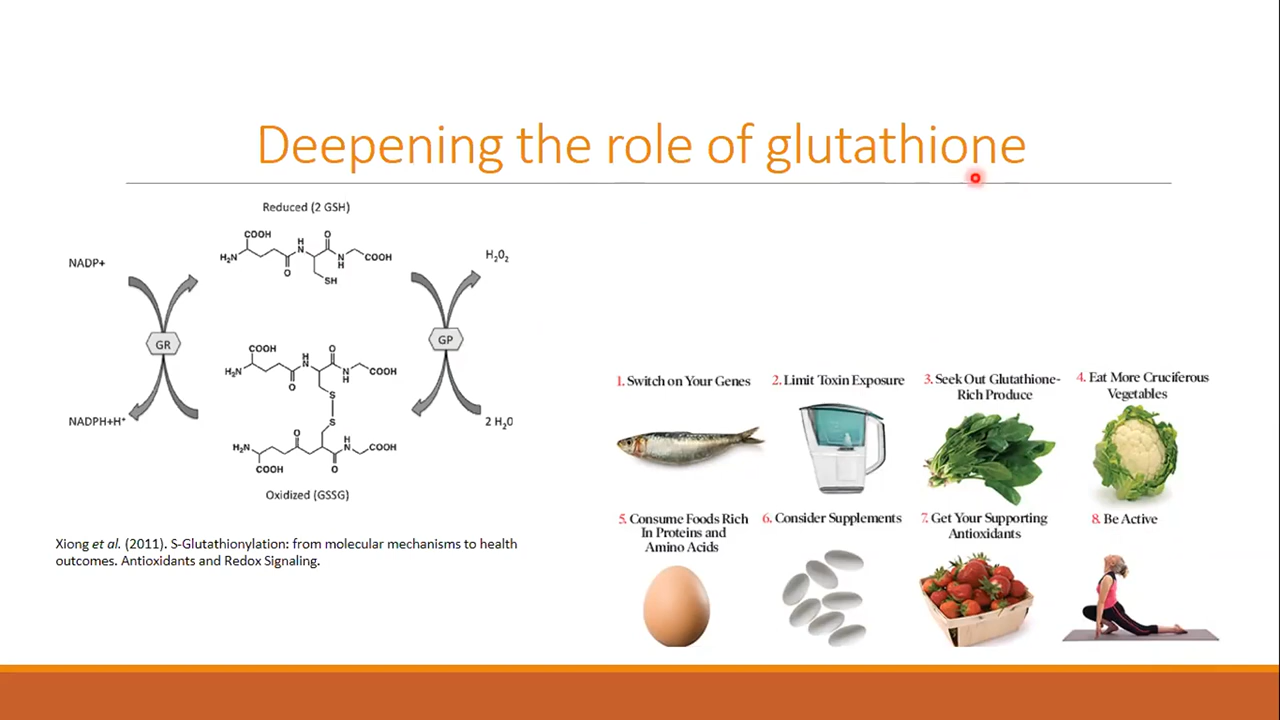 Deepening the role of glutathione
Reduced (2 GSH)
COOH
H₂N
O
H
N
O
N
H
COOH
SH
NADP+
H₂O₂
GR
GP
COOH
H₂N
O
H
N
O
N
H
COOH
S
S
NADPH+H⁺
2 H₂O
H₂N
COOH
O
O
H
N
COOH
Oxidized (GSSG)
Xiong et al. (2011). S-Glutathionylation: from molecular mechanisms to health
outcomes. Antioxidants and Redox Signaling.
1. Switch on Your Genes
2. Limit Toxin Exposure
3. Seek Out Glutathione-
Rich Produce
4. Eat More Cruciferous
Vegetables
5. Consume Foods Rich
In Proteins and
Amino Acids
6. Consider Supplements
7. Get Your Supporting
Antioxidants
8. Be Active